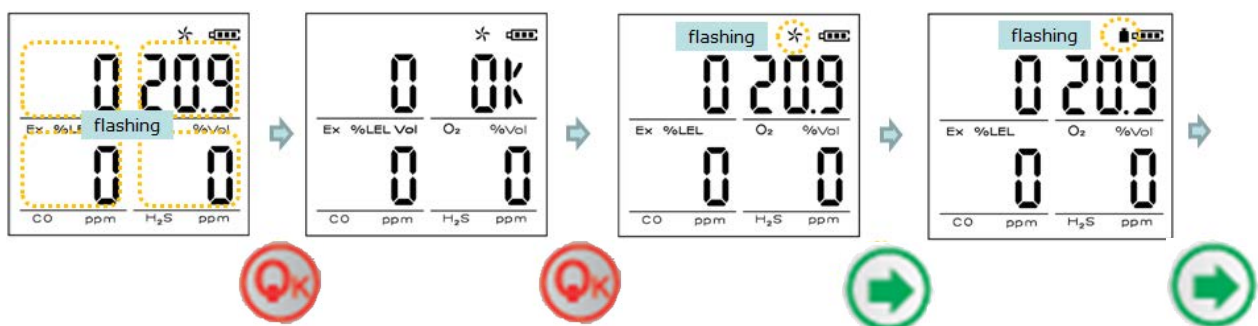 0 20.9
flashing
Ex %LE %Vol
0 0
CO ppm H₂S ppm
0 OK
Ex %LEL Vol O₂ %Vol
0 0
CO ppm H₂S ppm
flashing
0 20.9
Ex %LEL O₂ %Vol
0 0
CO ppm H₂S ppm
flashing
0 20.9
Ex %LEL O₂ %Vol
0 0
CO ppm H₂S ppm
OK
OK